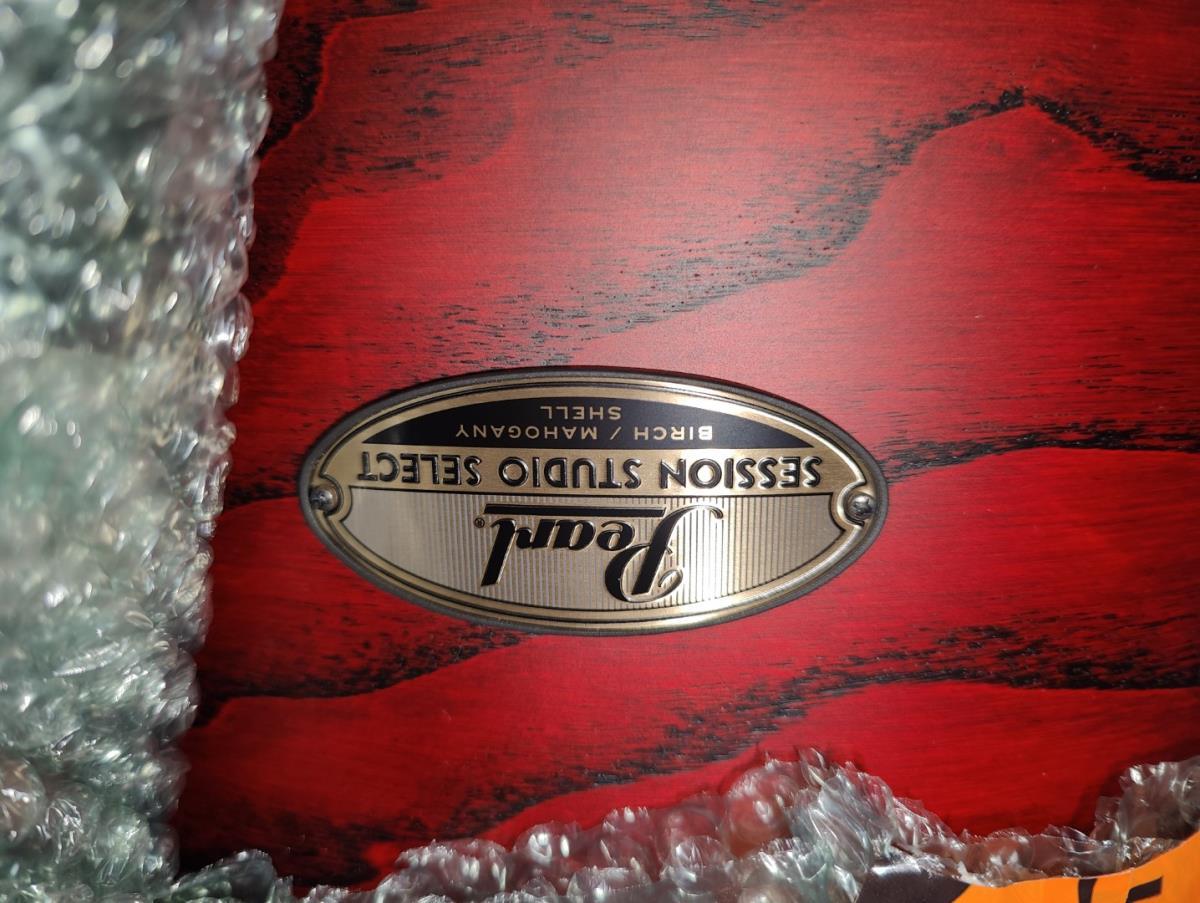 Pearl®
SESSION STUDIO SELECT
BIRCH / MAHOGANY
SHELL